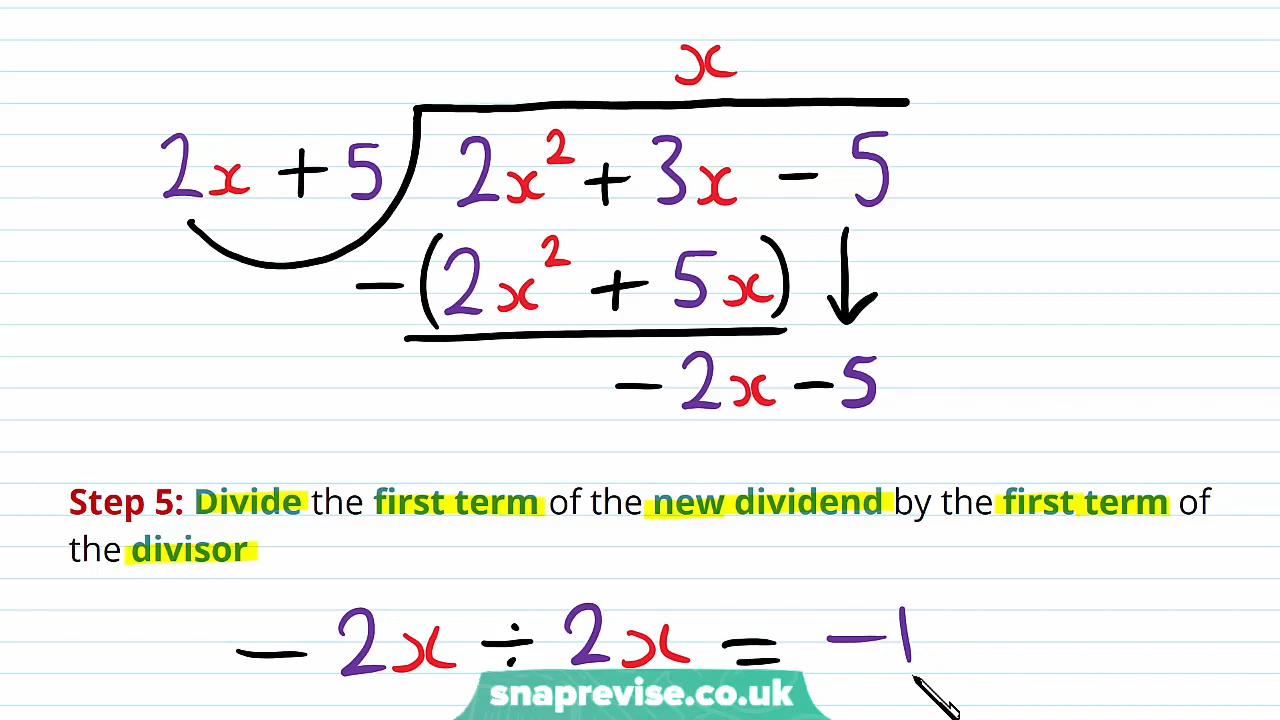 x
2x + 5 2x² + 3x - 5
-(2x² + 5x)
- 2x - 5
Step 5: Divide the first term of the new dividend by the first term of
the divisor
- 2x ÷ 2x = -1
snaprevise.co.uk